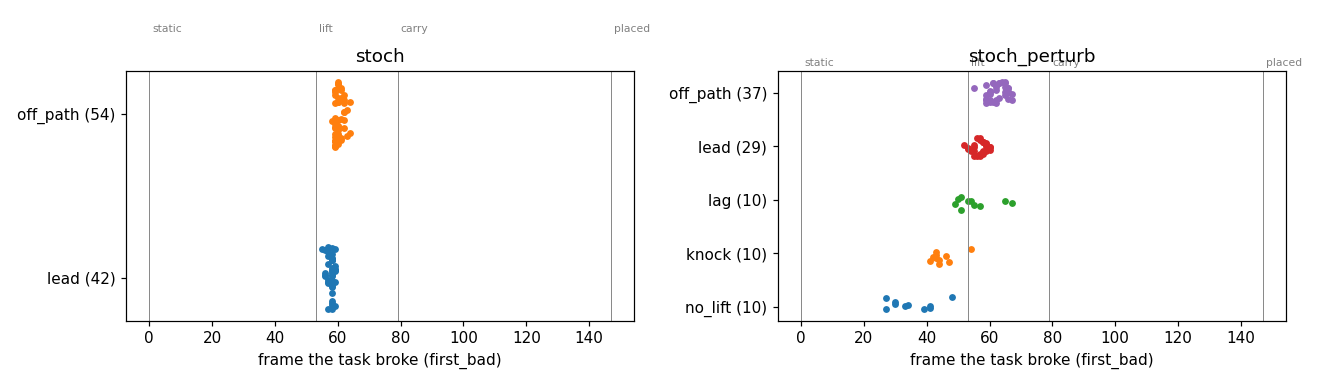 static lift carry placed
stoch
off_path (54)
lead (42)
0 20 40 60 80 100 120 140
frame the task broke (first_bad)
stoch_perturb
static lift carry placed
off_path (37)
lead (29)
lag (10)
knock (10)
no_lift (10)
0 20 40 60 80 100 120 140
frame the task broke (first_bad)